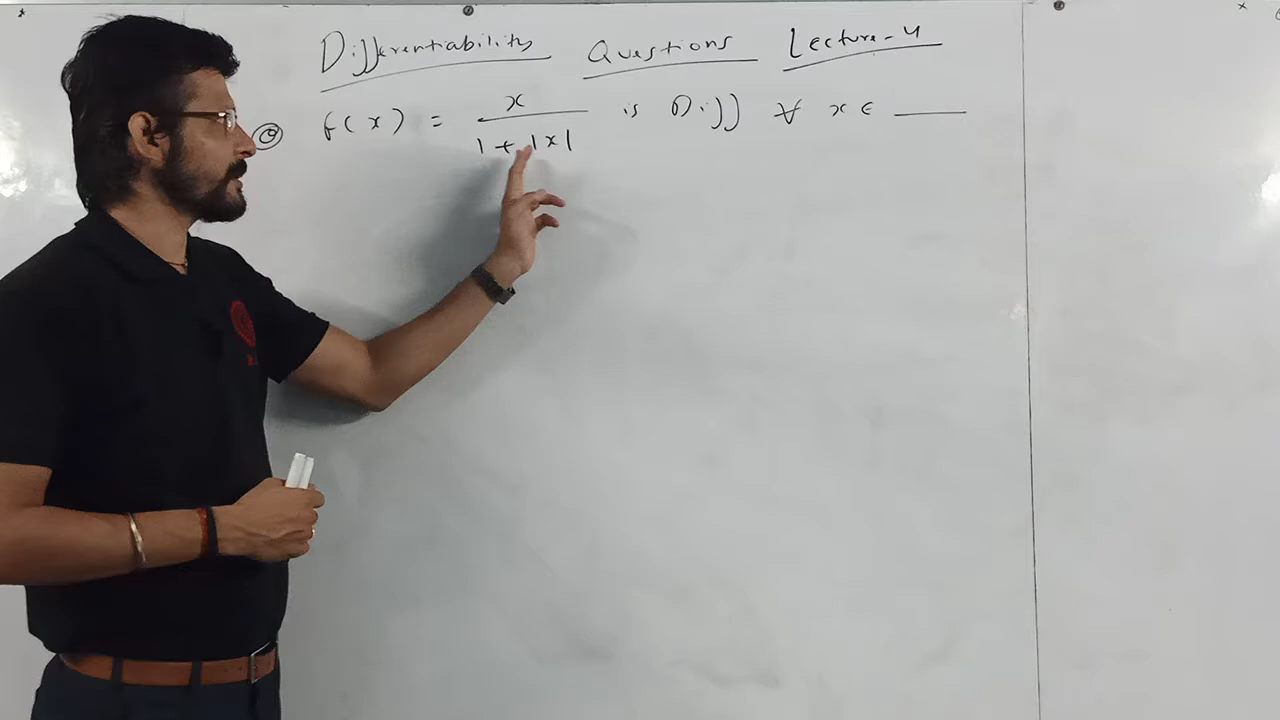 Differentiability Questions Lecture-4
Q f(x) = x / 1+|x| is Diff ∀ x ∈ ____